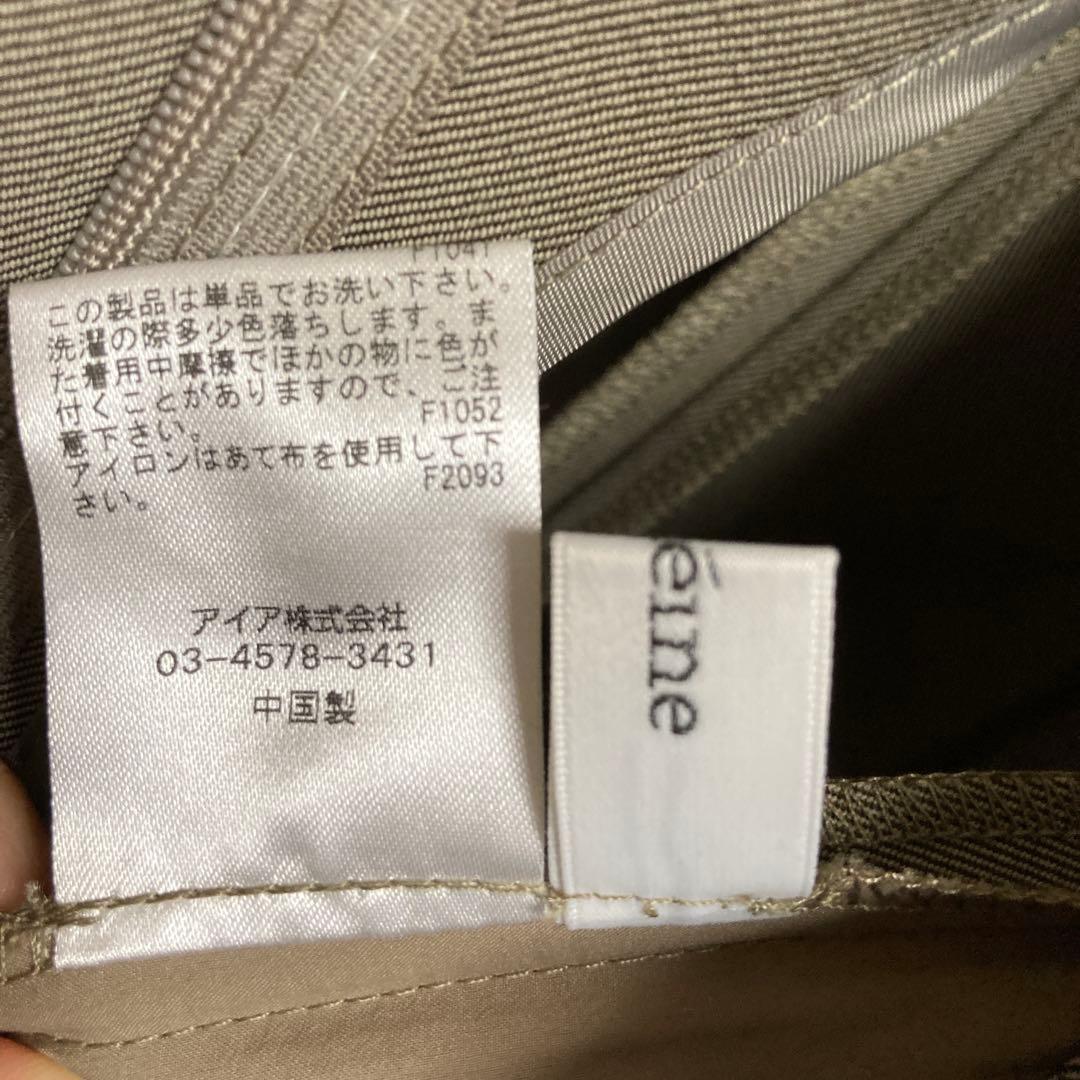 F1041
この製品は単品でお洗い下さい。
洗濯の際多少色落ちします。ま
た着用中摩擦でほかの物に色が
付くことがありますので、ご注
意下さい。 F1052
アイロンはあて布を使用して下
さい。 F2093
アイア株式会社
03-4578-3431
中国製
éine